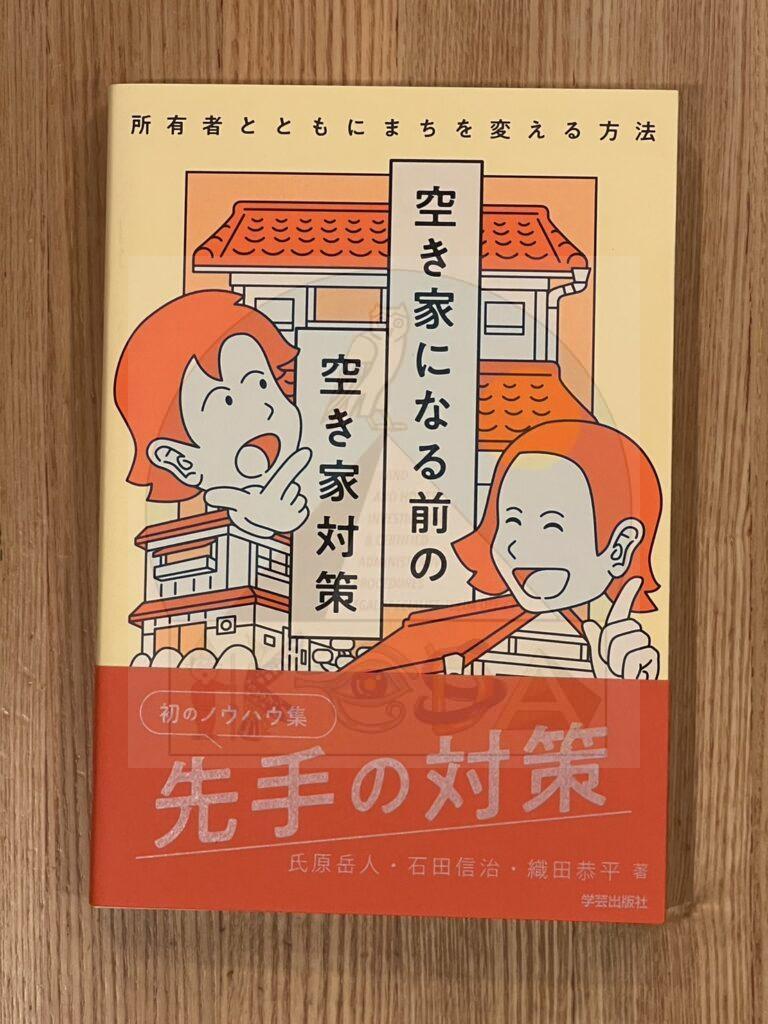 所有者とともにまちを変える方法
空き家になる前の
空き家対策
初のノウハウ集
先手の対策
氏原岳人・石田信治・織田恭平 著
学芸出版社